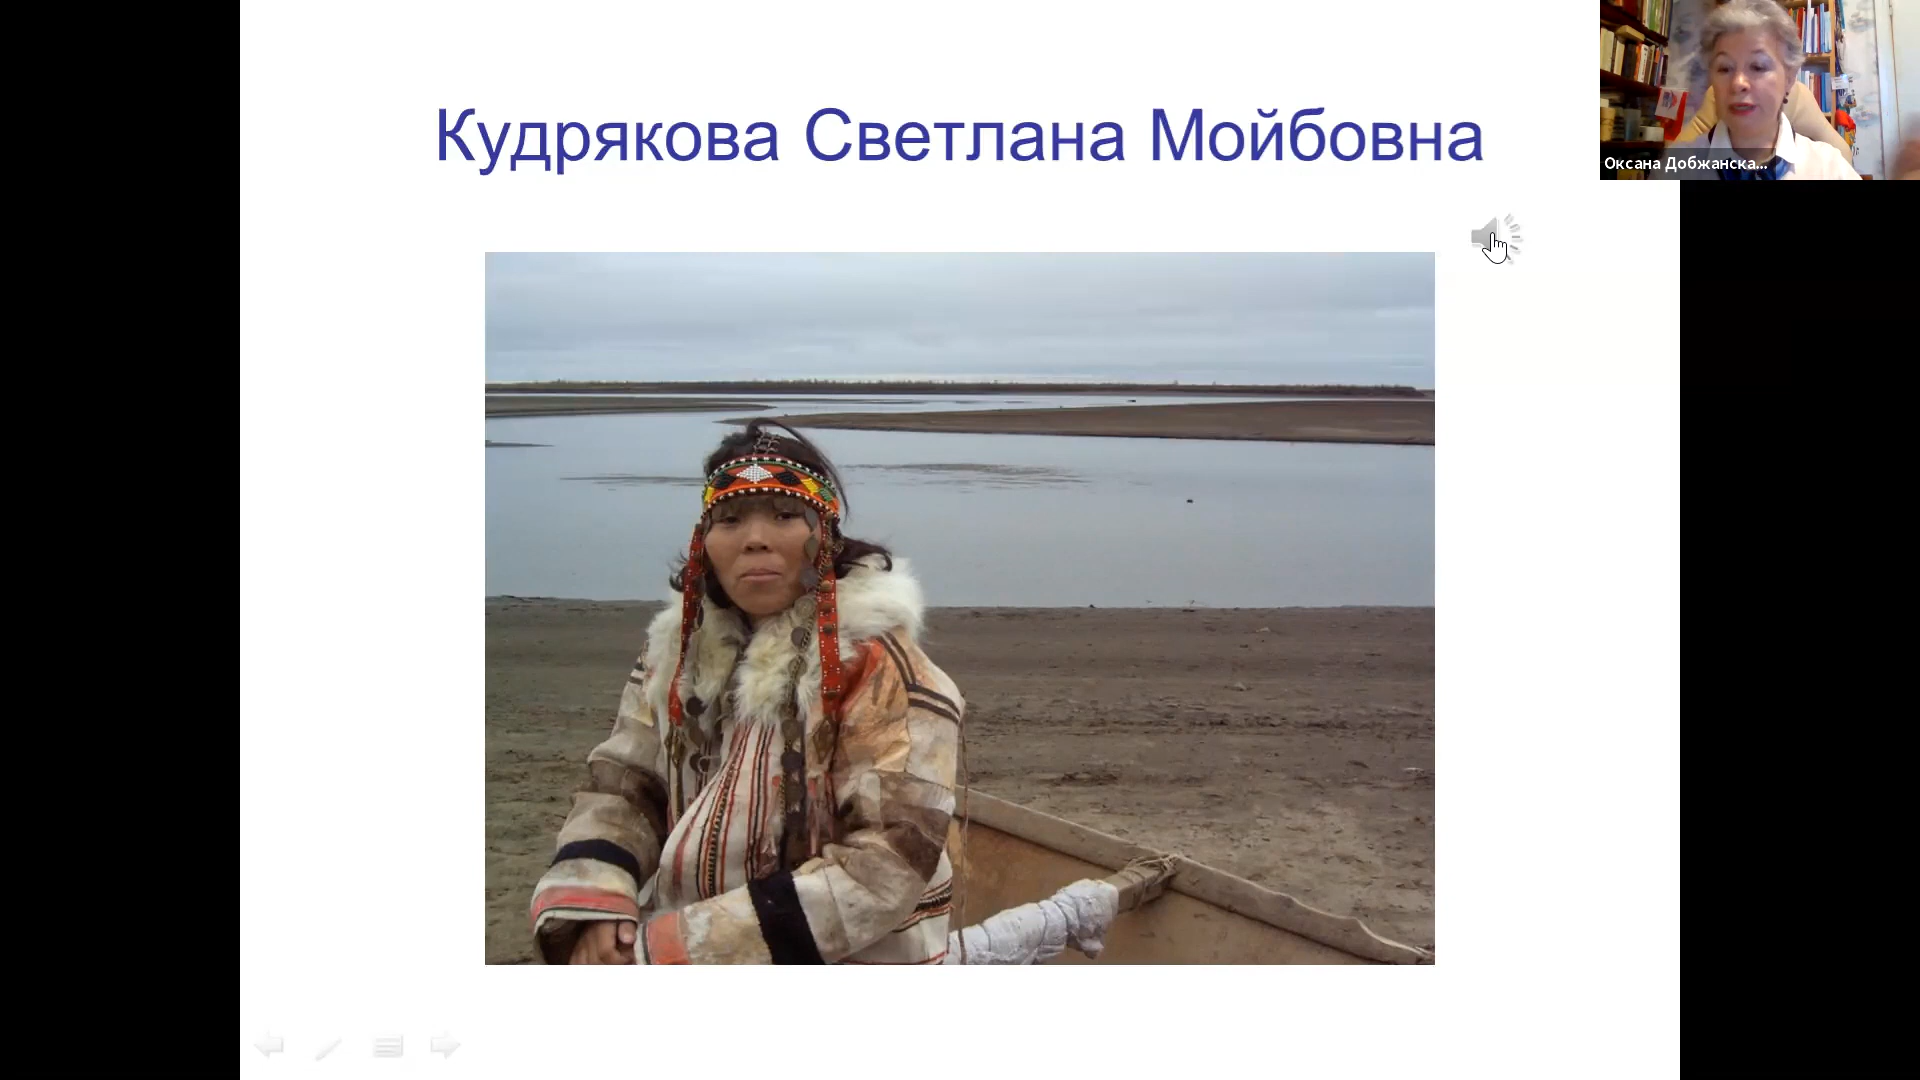 Кудрякова Светлана Мойбовна
Оксана Добжанска...